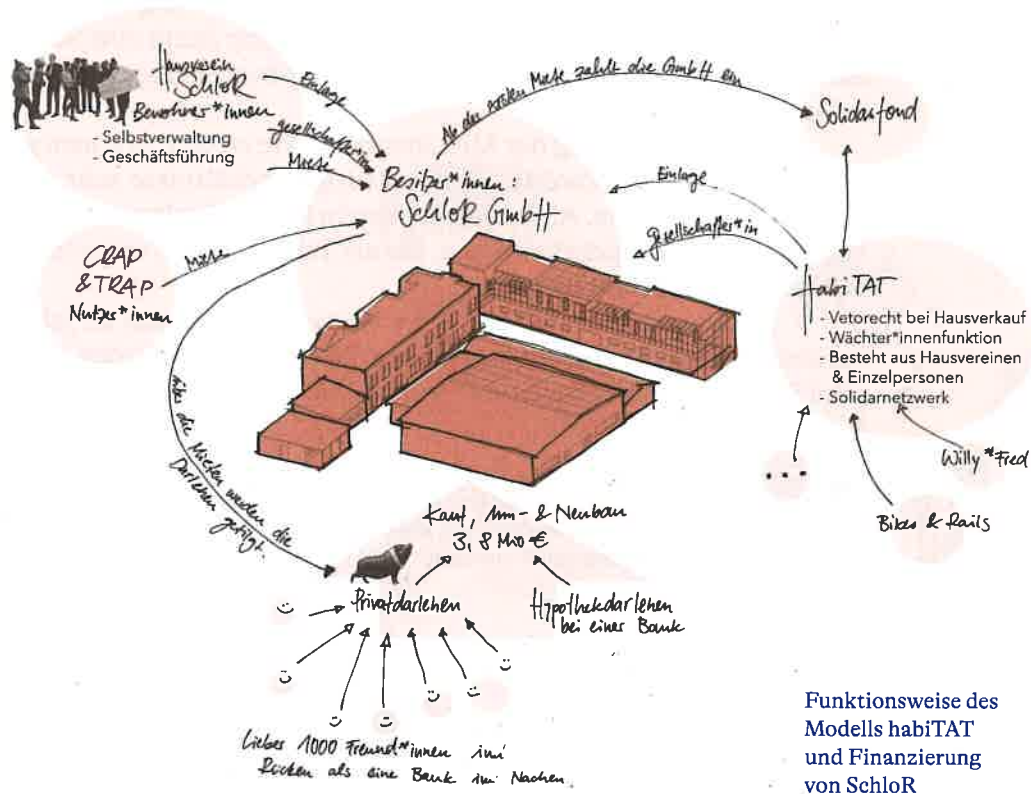 Hausverein
SchloR
Bewohner*innen
- Selbstverwaltung
- Geschäftsführung
Einlage
gesellschafter*in
Miete
Ab der ersten Miete zahlt die GmbH ein
Solidarfond
Besitzer*innen:
SchloR GmbH
Einlage
gesellschafter*in
CRAP
& TRAP
Nutzer*innen
Miete
HabiTAT
- Vetorecht bei Hausverkauf
- Wächter*innenfunktion
- Besteht aus Hausvereinen
& Einzelpersonen
- Solidarnetzwerk
...
Willy*Fred
Bikes & Rails
über die Mieten werden die
Darlehen getilgt.
Kauf, Um- & Neubau
3,8 Mio €
Privatdarlehen
Hypothekdarlehen
bei einer Bank
Lieber 1000 Freund*innen im
Rücken als eine Bank im Nacken
Funktionsweise des
Modells habiTAT
und Finanzierung
von SchloR